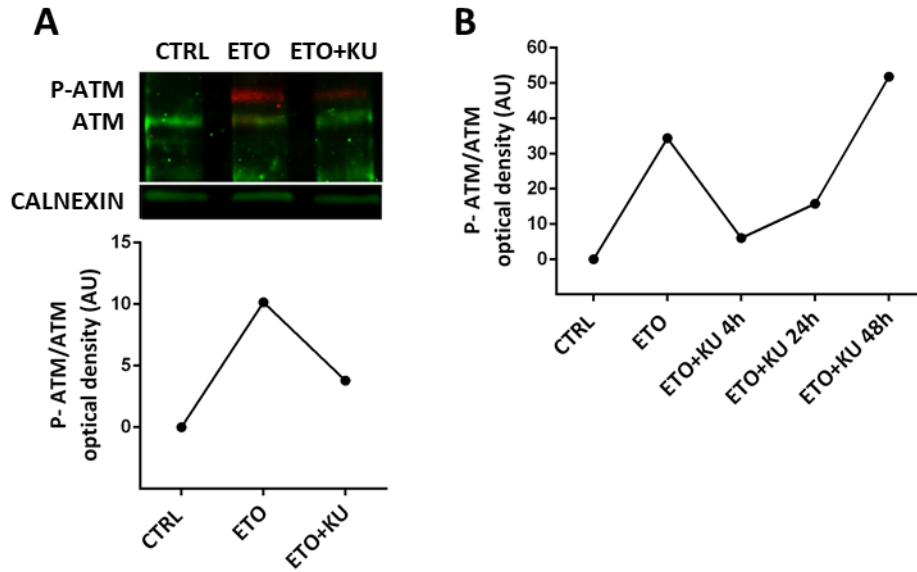 A
CTRL ETO ETO+KU
P-ATM
ATM
CALNEXIN
P- ATM/ATM
optical density (AU)
15
10
5
0
CTRL
ETO
ETO+KU
B
P- ATM/ATM
optical density (AU)
60
50
40
30
20
10
0
CTRL
ETO
ETO+KU 4h
ETO+KU 24h
ETO+KU 48h